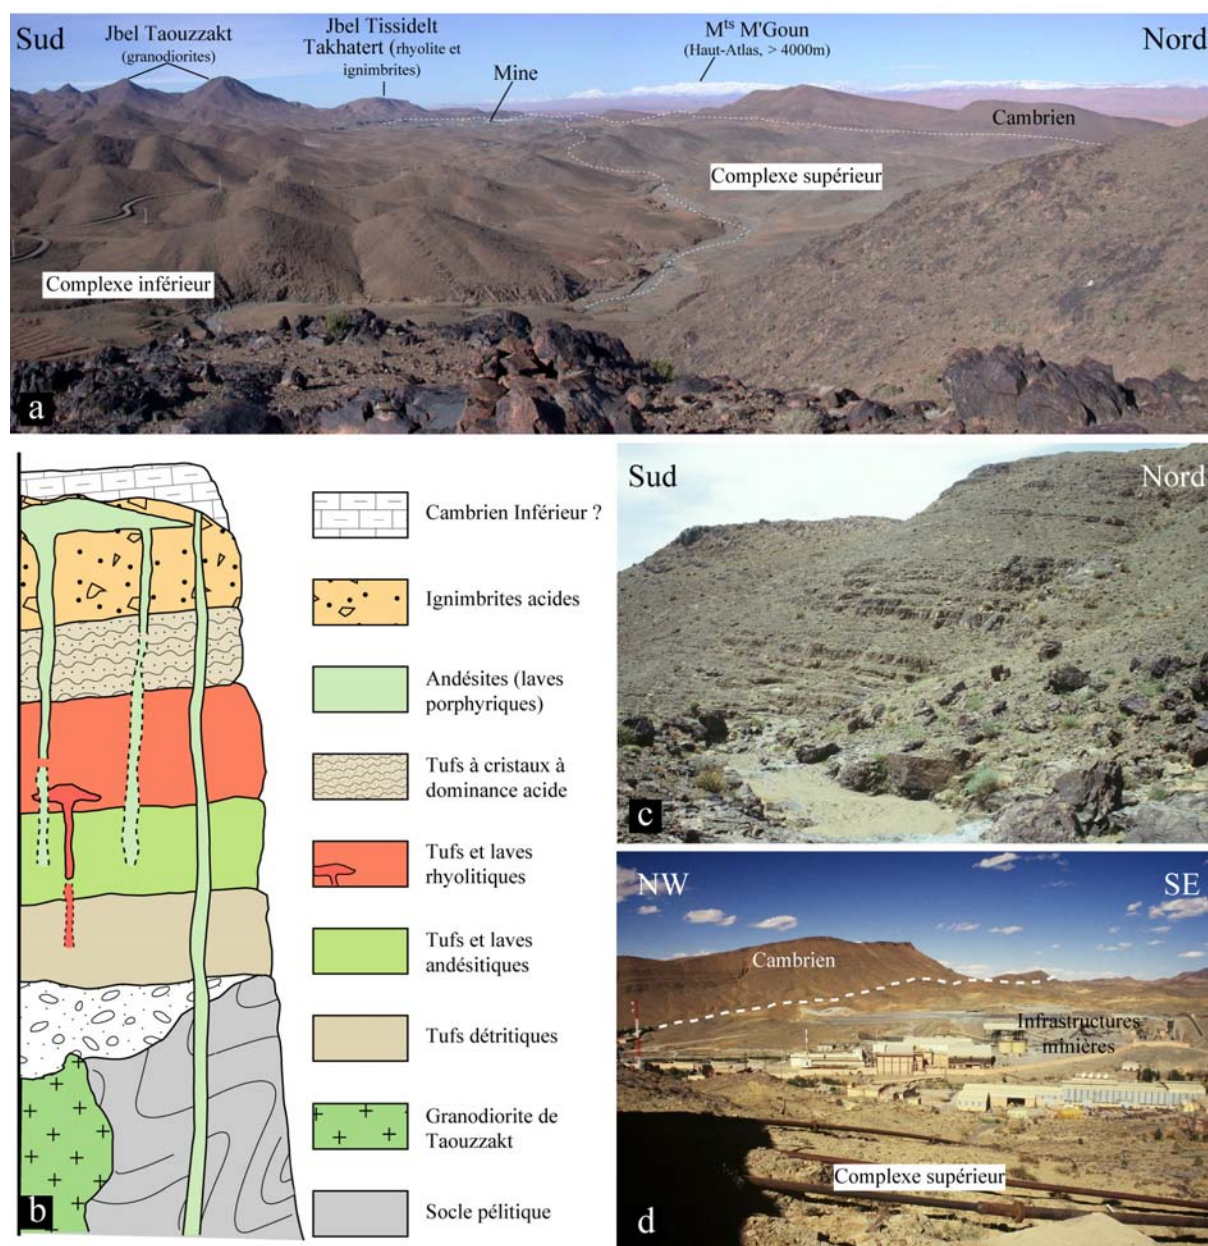 Sud
Jbel Taouzzakt
(granodiorites)
Jbel Tissidelt
Takhatert (rhyolite et
ignimbrites)
Mine
Mts M'Goun
(Haut-Atlas, > 4000m)
Nord
Cambrien
Complexe supérieur
Complexe inférieur
a
Cambrien Inférieur ?
Ignimbrites acides
Andésites (laves
porphyriques)
Tufs à cristaux à
dominance acide
Tufs et laves
rhyolitiques
Tufs et laves
andésitiques
Tufs détritiques
Granodiorite de
Taouzzakt
Socle pélitique
b
Sud
Nord
c
NW
SE
Cambrien
Infrastructures
minières
Complexe supérieur
d